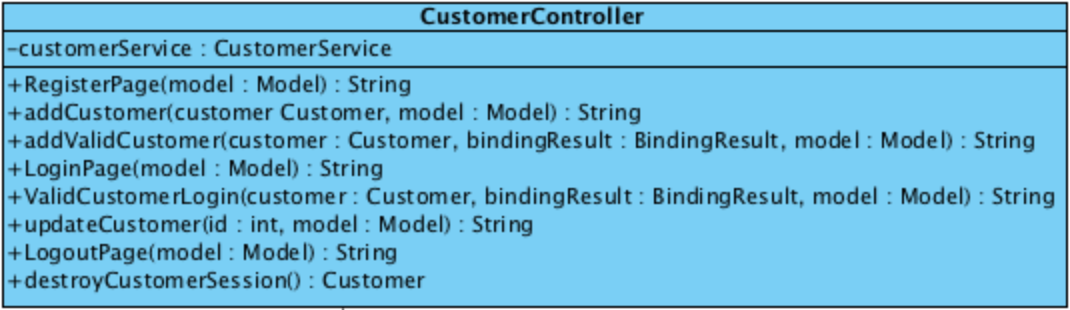 CustomerController
-customerService : CustomerService
+RegisterPage(model : Model) : String
+addCustomer(customer Customer, model : Model) : String
+addValidCustomer(customer : Customer, bindingResult : BindingResult, model : Model) : String
+LoginPage(model : Model) : String
+ValidCustomerLogin(customer : Customer, bindingResult : BindingResult, model : Model) : String
+updateCustomer(id : int, model : Model) : String
+LogoutPage(model : Model) : String
+destroyCustomerSession() : Customer